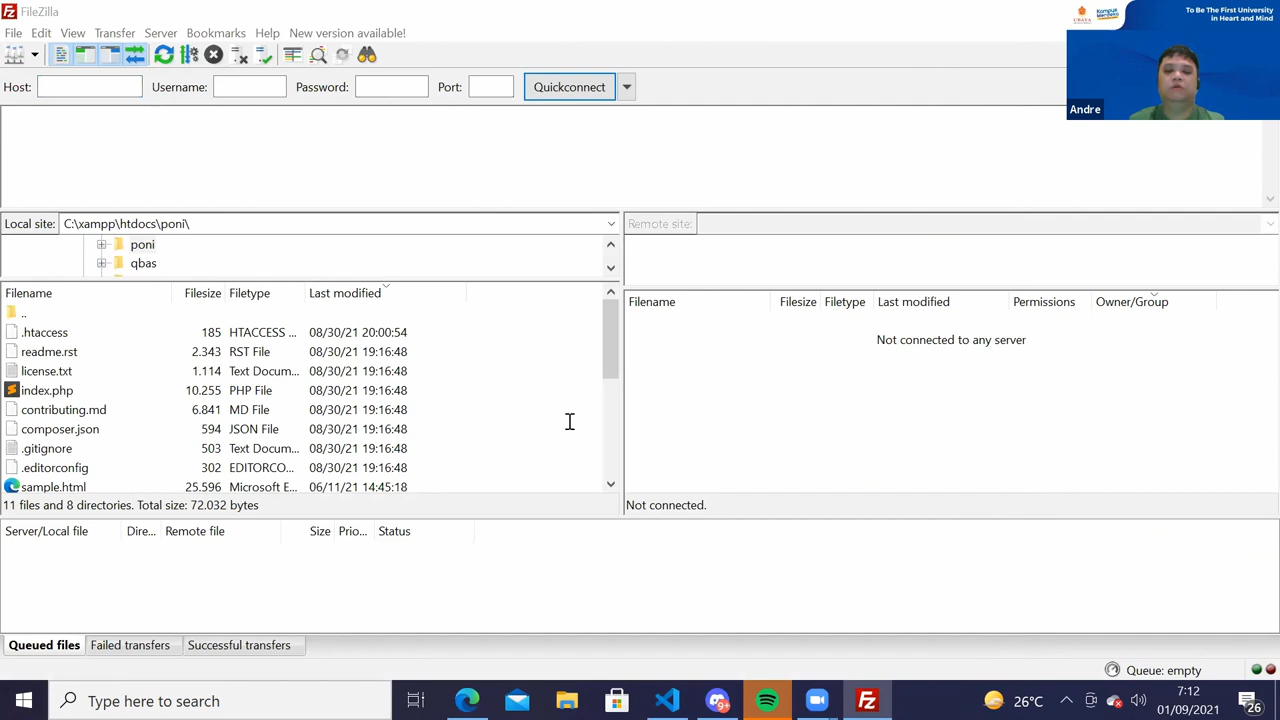 FileZilla
File Edit View Transfer Server Bookmarks Help New version available!
Host: Username: Password: Port: Quickconnect
UBAYA
Kampus Merdeka
To Be The First University
in Heart and Mind
Andre
Local site: C:\xampp\htdocs\poni\
Remote site:
poni
qbas
Filename Filesize Filetype Last modified
..
.htaccess 185 HTACCESS ... 08/30/21 20:00:54
readme.rst 2.343 RST File 08/30/21 19:16:48
license.txt 1.114 Text Docum... 08/30/21 19:16:48
index.php 10.255 PHP File 08/30/21 19:16:48
contributing.md 6.841 MD File 08/30/21 19:16:48
composer.json 594 JSON File 08/30/21 19:16:48
.gitignore 503 Text Docum... 08/30/21 19:16:48
.editorconfig 302 EDITORCO... 08/30/21 19:16:48
sample.html 25.596 Microsoft E... 06/11/21 14:45:18
11 files and 8 directories. Total size: 72.032 bytes
Filename Filesize Filetype Last modified Permissions Owner/Group
Not connected to any server
Not connected.
Server/Local file Dire... Remote file Size Prio... Status
Queued files Failed transfers Successful transfers
Queue: empty
Type here to search
9+
26°C
7:12
01/09/2021
26